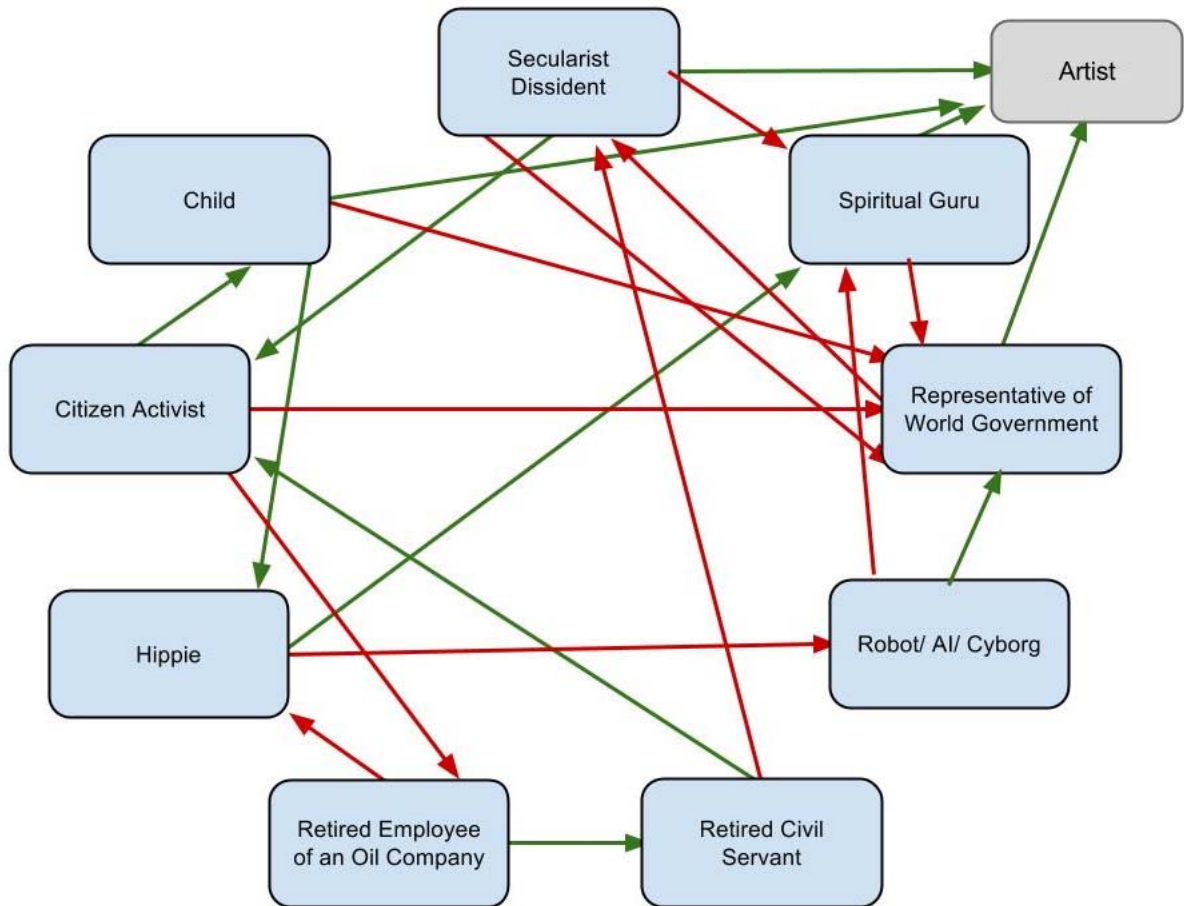 Secularist
Dissident
Artist
Child
Spiritual Guru
Citizen Activist
Representative of
World Government
Hippie
Robot/ AI/ Cyborg
Retired Employee
of an Oil Company
Retired Civil
Servant